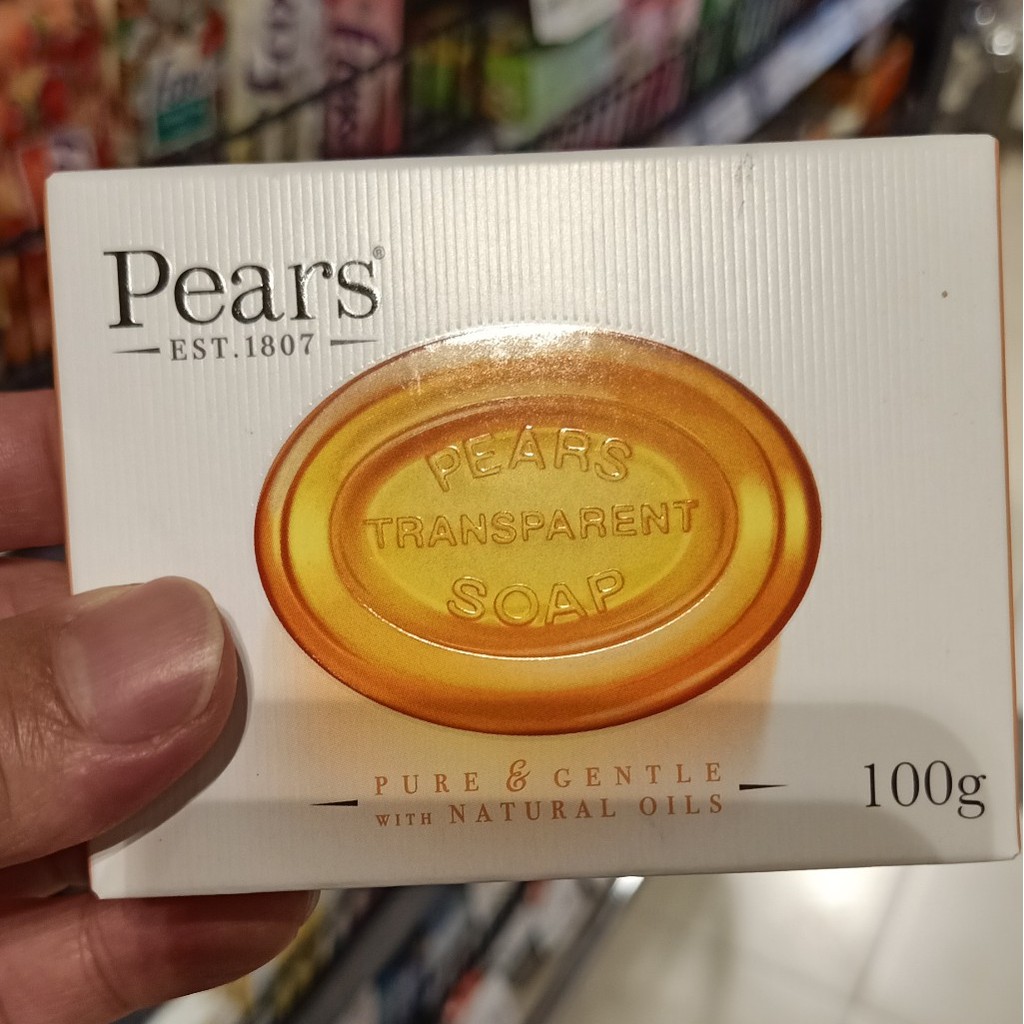 Pears®
EST. 1807
PEARS
TRANSPARENT
SOAP
PURE & GENTLE
WITH NATURAL OILS
100g